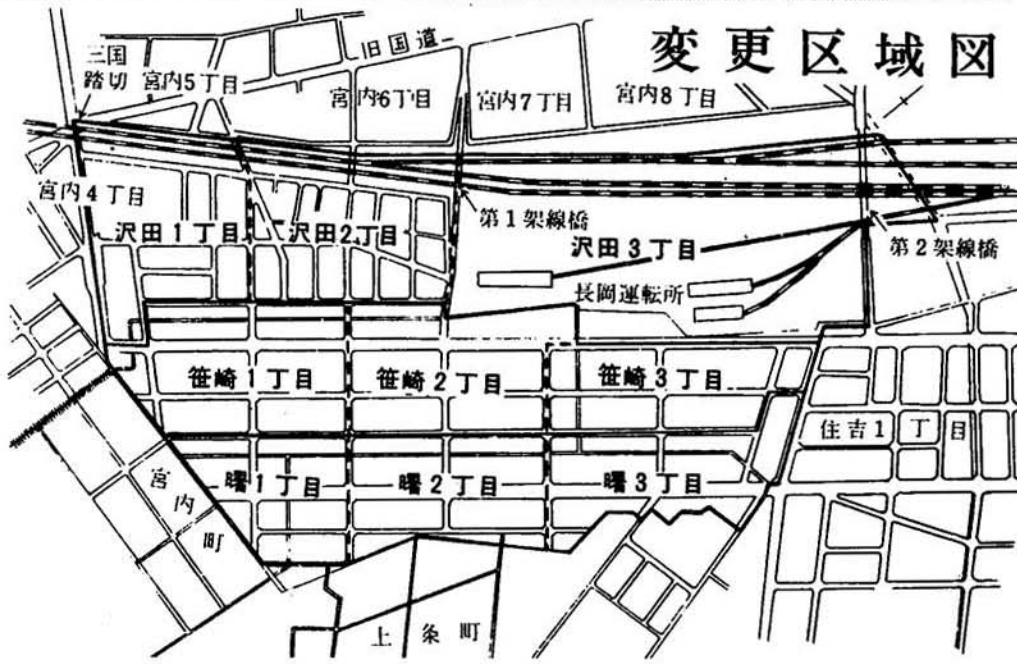 変更区域図
旧国道
三国
踏切
宮内5丁目
宮内6丁目
宮内7丁目
宮内8丁目
宮内4丁目
沢田1丁目
沢田2丁目
第1架線橋
沢田3丁目
第2架線橋
長岡運転所
笹崎1丁目
笹崎2丁目
笹崎3丁目
住吉1丁目
曙1丁目
曙2丁目
曙3丁目
宮内町
上条町